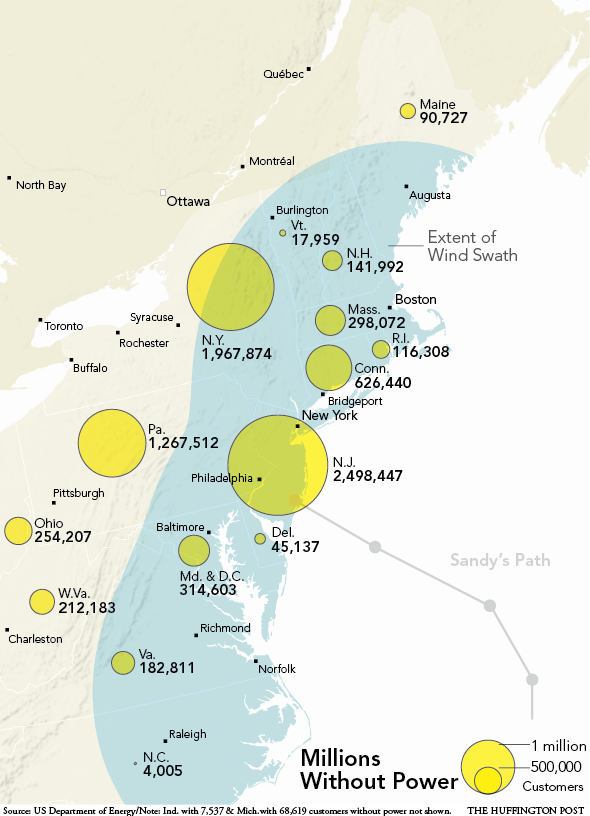 Québec
Maine
90,727
Montréal
North Bay
Ottawa
Augusta
Burlington
Vt.
17,959
Extent of
Wind Swath
N.H.
141,992
Boston
Mass.
298,072
Toronto
Syracuse
Rochester
N.Y.
1,967,874
R.I.
116,308
Buffalo
Conn.
626,440
Bridgeport
New York
Pa.
1,267,512
N.J.
2,498,447
Philadelphia
Pittsburgh
Ohio
254,207
Baltimore
Del.
45,137
Sandy's Path
Md. & D.C.
314,603
W.Va.
212,183
Charleston
Richmond
Va.
182,811
Norfolk
Raleigh
N.C.
4,005
Millions
Without Power
1 million
500,000
Customers
Source: US Department of Energy/Note: Ind. with 7,537 & Mich.with 68,619 customers without power not shown.
THE HUFFINGTON POST